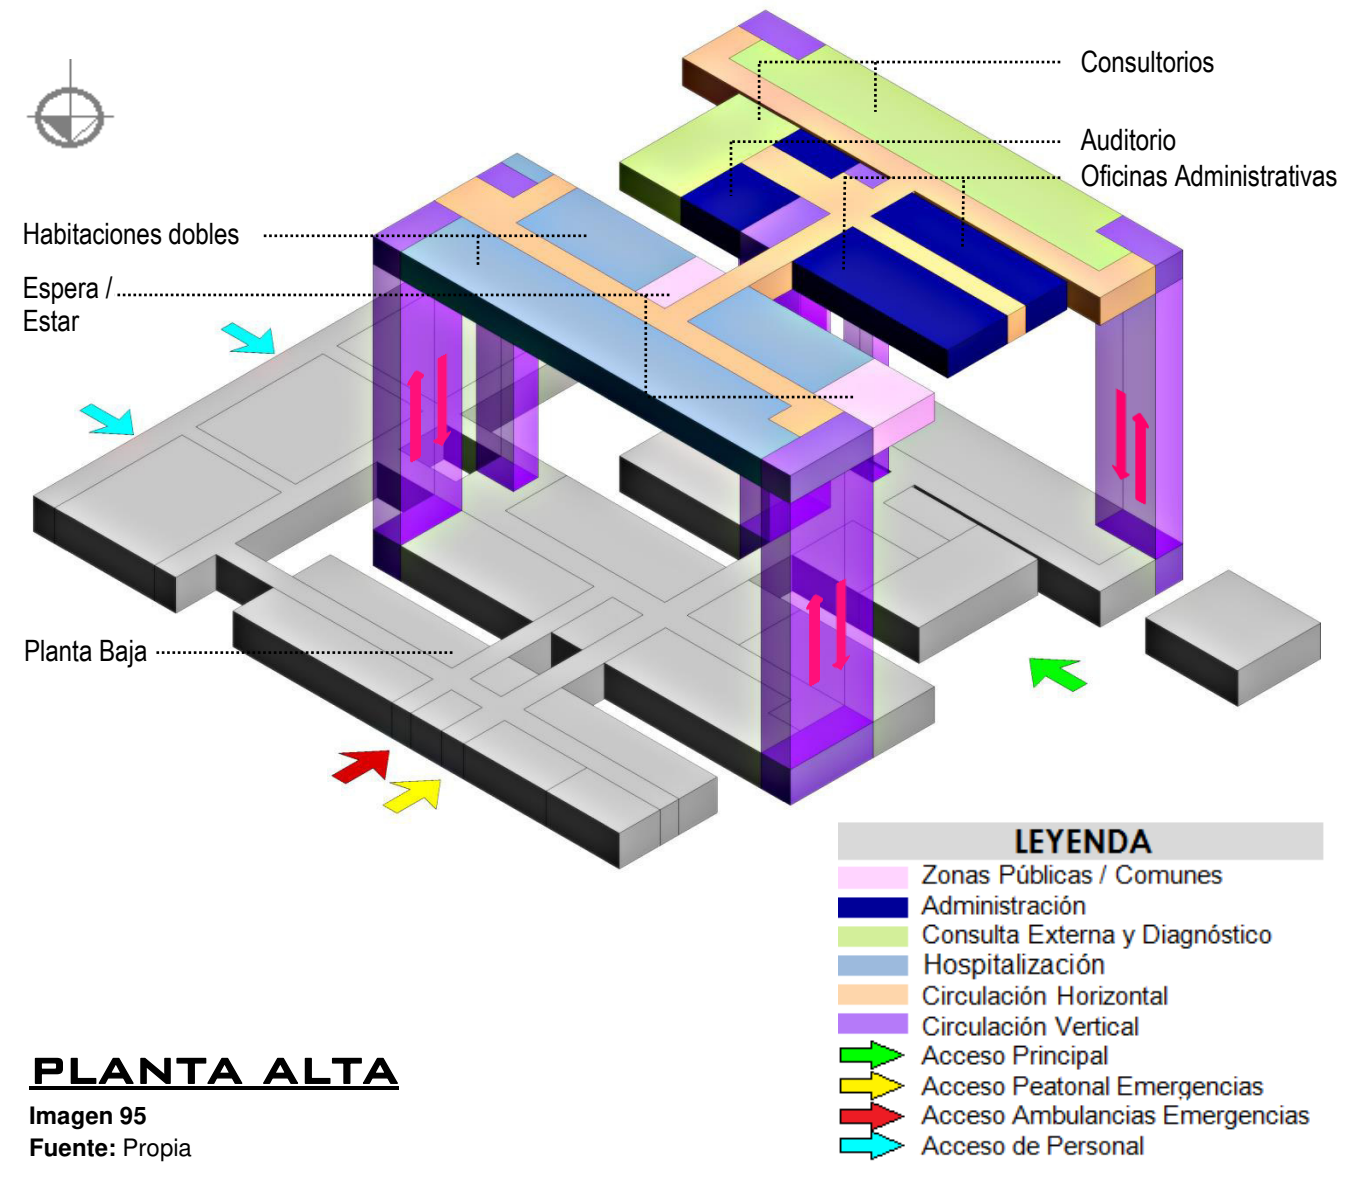 Consultorios
Auditorio
Oficinas Administrativas
Habitaciones dobles
Espera /
Estar
Planta Baja
LEYENDA
Zonas Públicas / Comunes
Administración
Consulta Externa y Diagnóstico
Hospitalización
Circulación Horizontal
Circulación Vertical
Acceso Principal
Acceso Peatonal Emergencias
Acceso Ambulancias Emergencias
Acceso de Personal
PLANTA ALTA
Imagen 95
Fuente: Propia